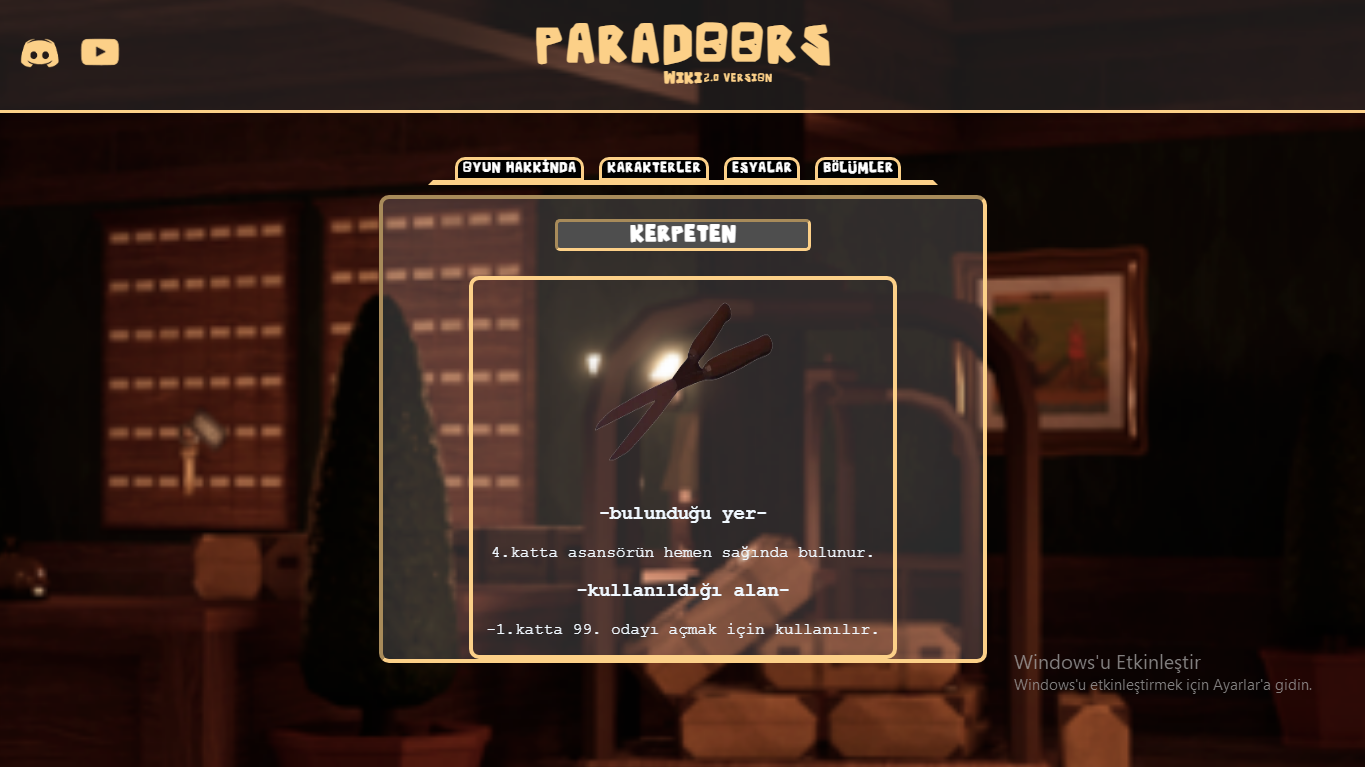 PARADOORS
WIKI 2.0 VERSION
OYUN HAKKINDA KARAKTERLER EŞYALAR BÖLÜMLER
KERPETEN
-bulunduğu yer-
4.katta asansörün hemen sağında bulunur.
-kullanıldığı alan-
-1.katta 99. odayı açmak için kullanılır.
Windows'u Etkinleştir
Windows'u etkinleştirmek için Ayarlar'a gidin.